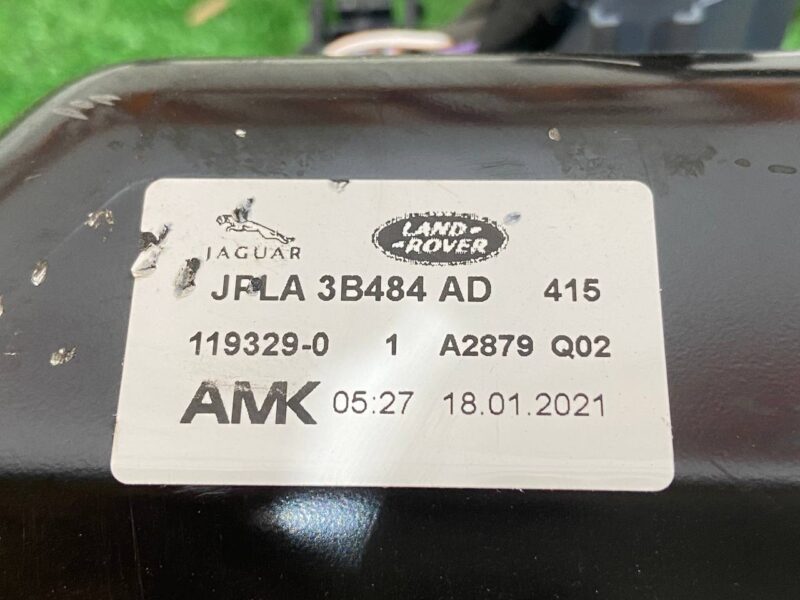 JAGUAR
LAND-
-ROVER
JPLA 3B484 AD 415
119329-0 1 A2879 Q02
AMK 05:27 18.01.2021